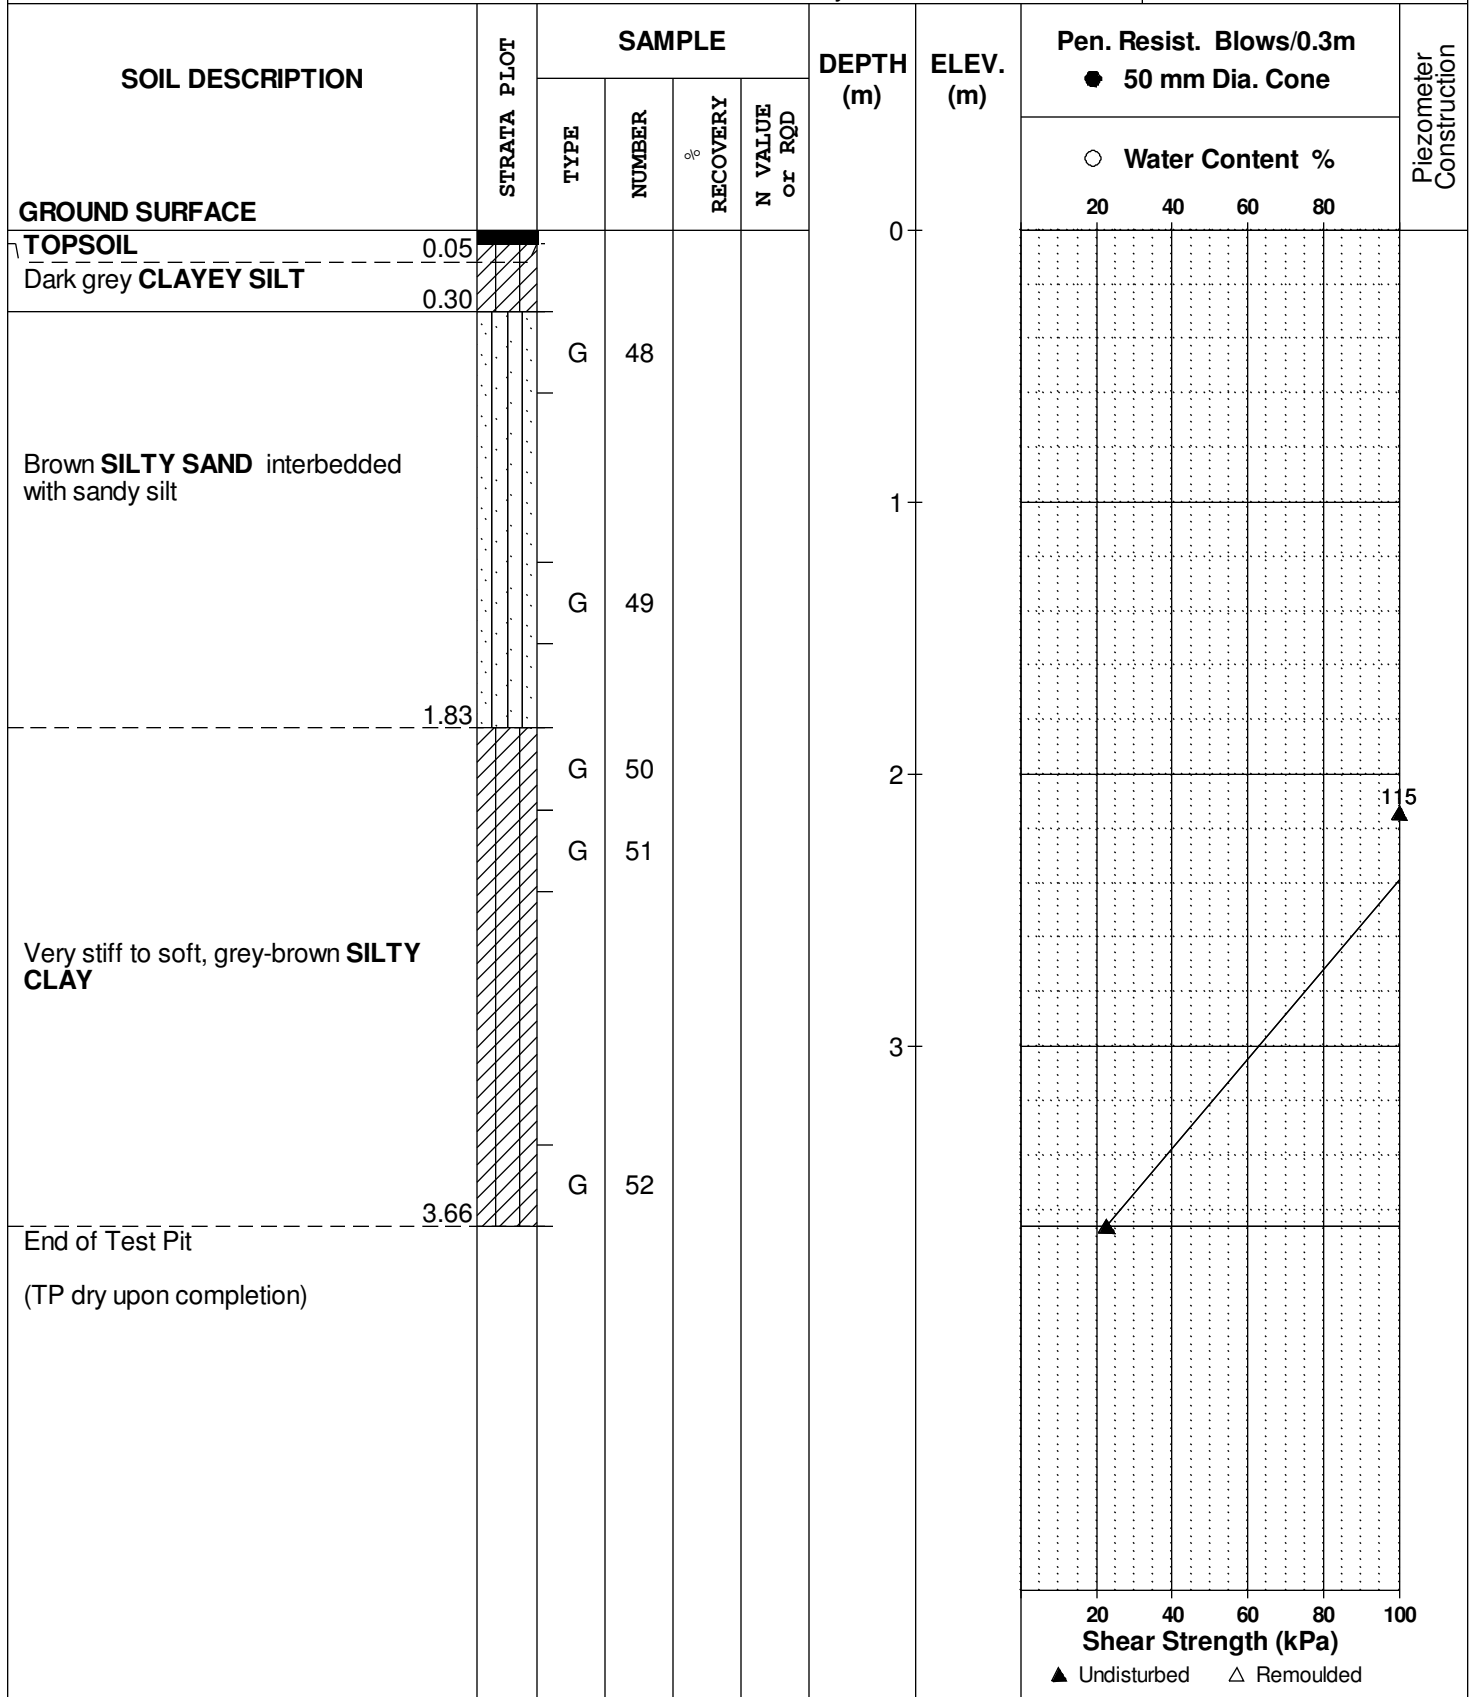 SOIL DESCRIPTION
STRATA PLOT
SAMPLE
TYPE
NUMBER
%
RECOVERY
N VALUE
or RQD
DEPTH
(m)
ELEV.
(m)
Pen. Resist. Blows/0.3m
● 50 mm Dia. Cone
○ Water Content %
Piezometer
Construction
20 40 60 80
GROUND SURFACE
0
TOPSOIL 0.05
Dark grey CLAYEY SILT
0.30
G 48
Brown SILTY SAND interbedded
with sandy silt
1
G 49
1.83
G 50
2
115
G 51
Very stiff to soft, grey-brown SILTY
CLAY
3
G 52
3.66
End of Test Pit
(TP dry upon completion)
20 40 60 80 100
Shear Strength (kPa)
▲ Undisturbed △ Remoulded